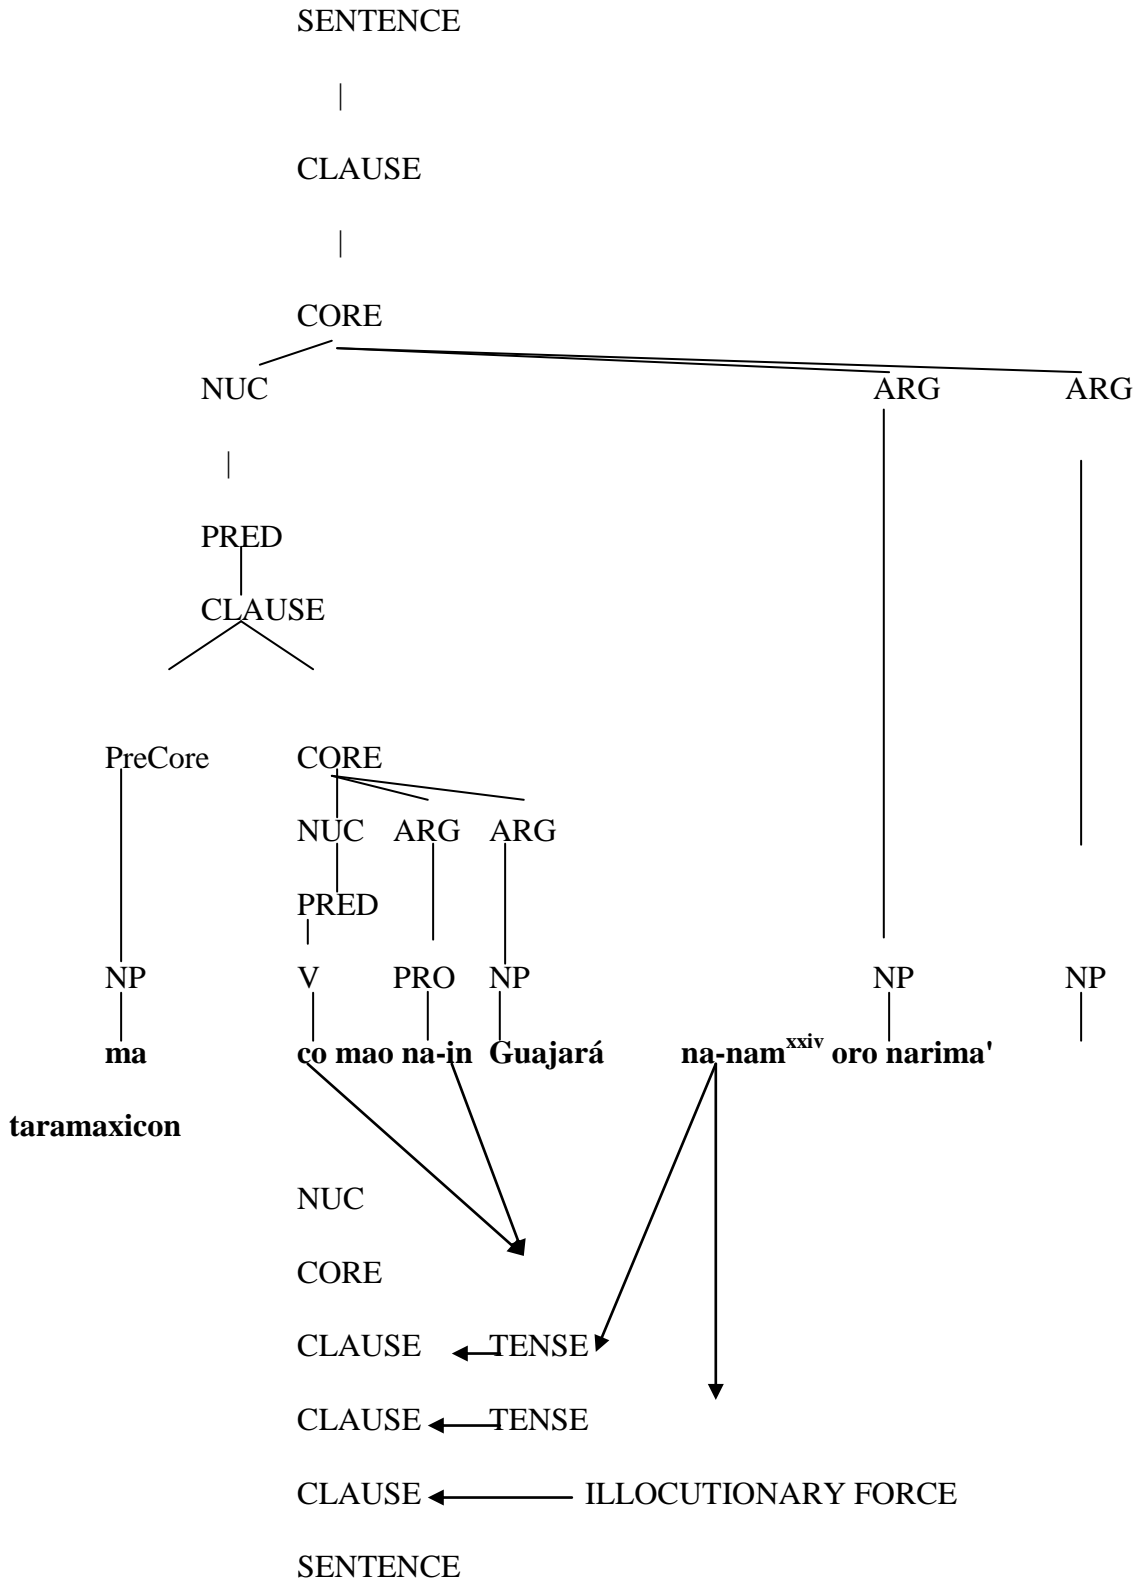 SENTENCE
|
CLAUSE
|
CORE
NUC ARG ARG
|
PRED
CLAUSE
PreCore CORE
NUC ARG ARG
PRED
NP V PRO NP NP NP
ma co mao na-in Guajará na-nam^xxiv oro narima'
taramaxicon
NUC
CORE
CLAUSE TENSE
CLAUSE TENSE
CLAUSE ILLOCUTIONARY FORCE
SENTENCE